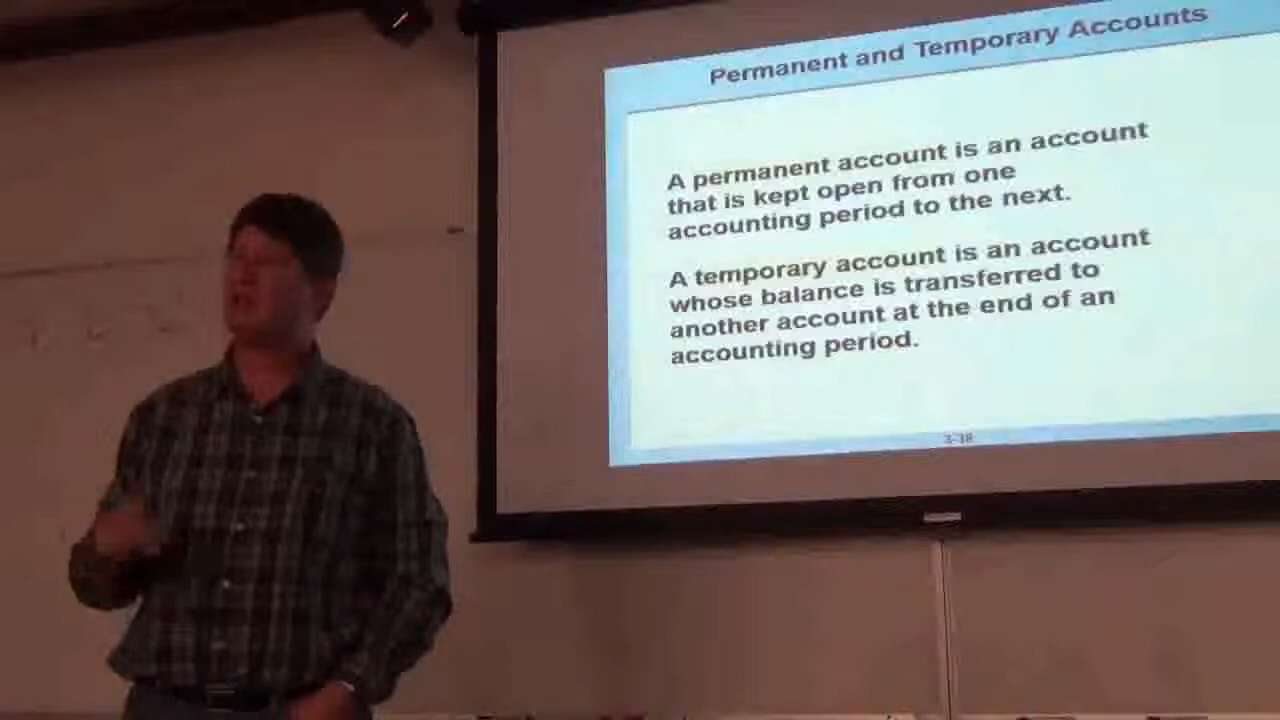 Permanent and Temporary Accounts
A permanent account is an account
that is kept open from one
accounting period to the next.
A temporary account is an account
whose balance is transferred to
another account at the end of an
accounting period.
3-18